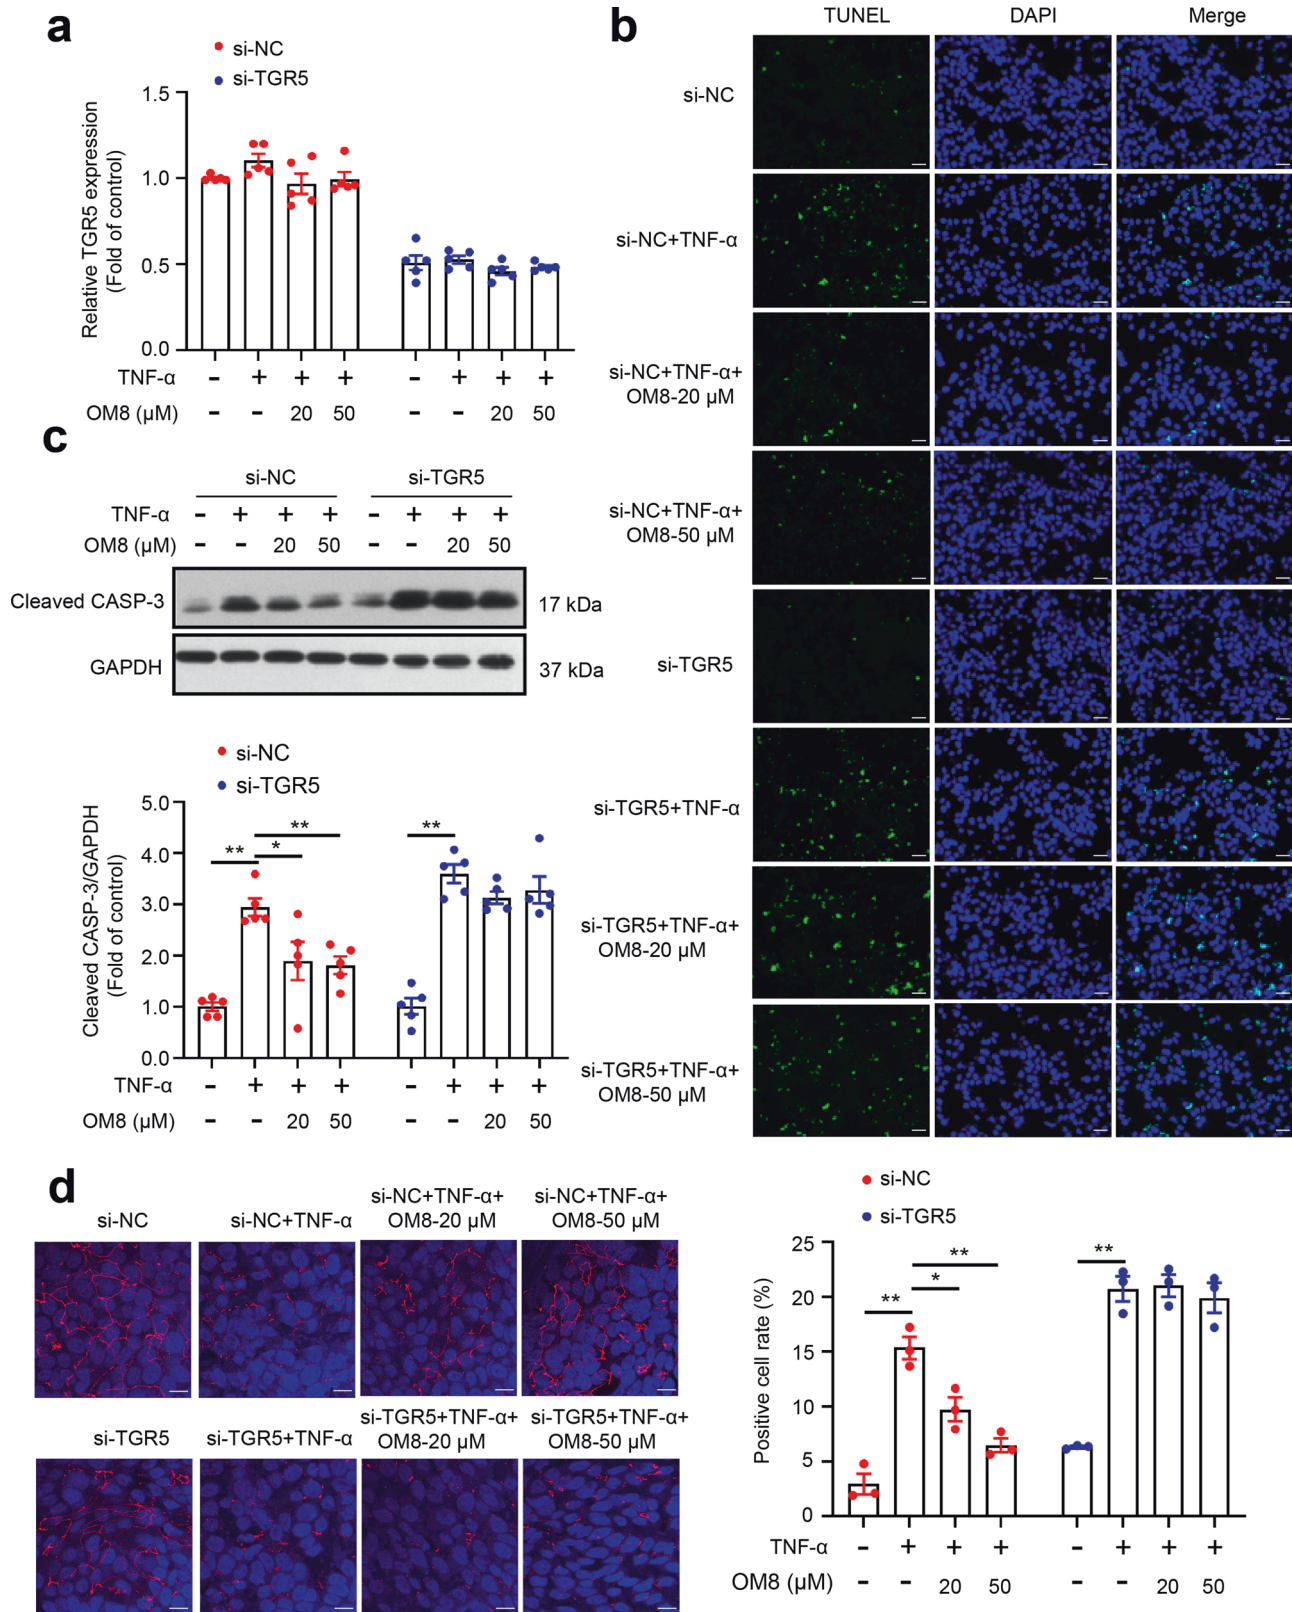 a
si-NC
si-TGR5
Relative TGR5 expression
(Fold of control)
1.5
1.0
0.5
0.0
TNF-α - + + + - + + +
OM8 (μM) - - 20 50 - - 20 50
b
TUNEL DAPI Merge
si-NC
si-NC+TNF-α
si-NC+TNF-α+
OM8-20 μM
si-NC+TNF-α+
OM8-50 μM
si-TGR5
si-TGR5+TNF-α
si-TGR5+TNF-α+
OM8-20 μM
si-TGR5+TNF-α+
OM8-50 μM
si-NC
si-TGR5
Positive cell rate (%)
25
20
15
10
5
0
** * ** **
TNF-α - + + + - + + +
OM8 (μM) - - 20 50 - - 20 50
c
si-NC si-TGR5
TNF-α - + + + - + + +
OM8 (μM) - - 20 50 - - 20 50
Cleaved CASP-3 17 kDa
GAPDH 37 kDa
si-NC
si-TGR5
Cleaved CASP-3/GAPDH
(Fold of control)
5.0
4.0
3.0
2.0
1.0
0.0
** * ** **
TNF-α - + + + - + + +
OM8 (μM) - - 20 50 - - 20 50
d
si-NC
si-NC+TNF-α
si-NC+TNF-α+
OM8-20 μM
si-NC+TNF-α+
OM8-50 μM
si-TGR5
si-TGR5+TNF-α
si-TGR5+TNF-α+
OM8-20 μM
si-TGR5+TNF-α+
OM8-50 μM